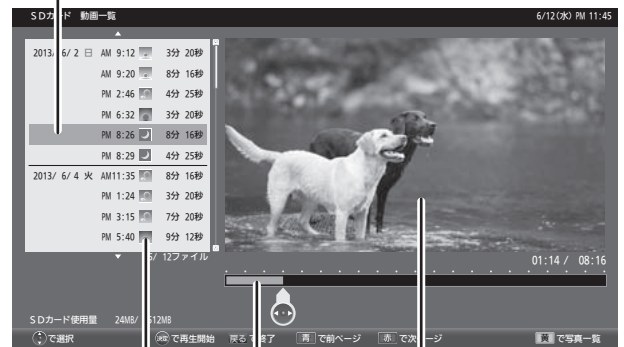 SDカード 動画一覧
6/12(水) PM 11:45
2013/ 6/ 2 日 AM 9:12 3分 20秒
AM 9:20 8分 16秒
PM 2:46 4分 25秒
PM 6:32 3分 20秒
PM 8:26 8分 16秒
PM 8:29 4分 25秒
2013/ 6/ 4 火 AM11:35 8分 16秒
PM 1:24 3分 20秒
PM 3:15 7分 20秒
PM 5:40 9分 12秒
/ 12ファイル
01:14 / 08:16
SDカード使用量 24MB/ 512MB
で選択 決定 で再生開始 戻る で終了 青 で前ページ 赤 で次ページ 黄 で写真一覧